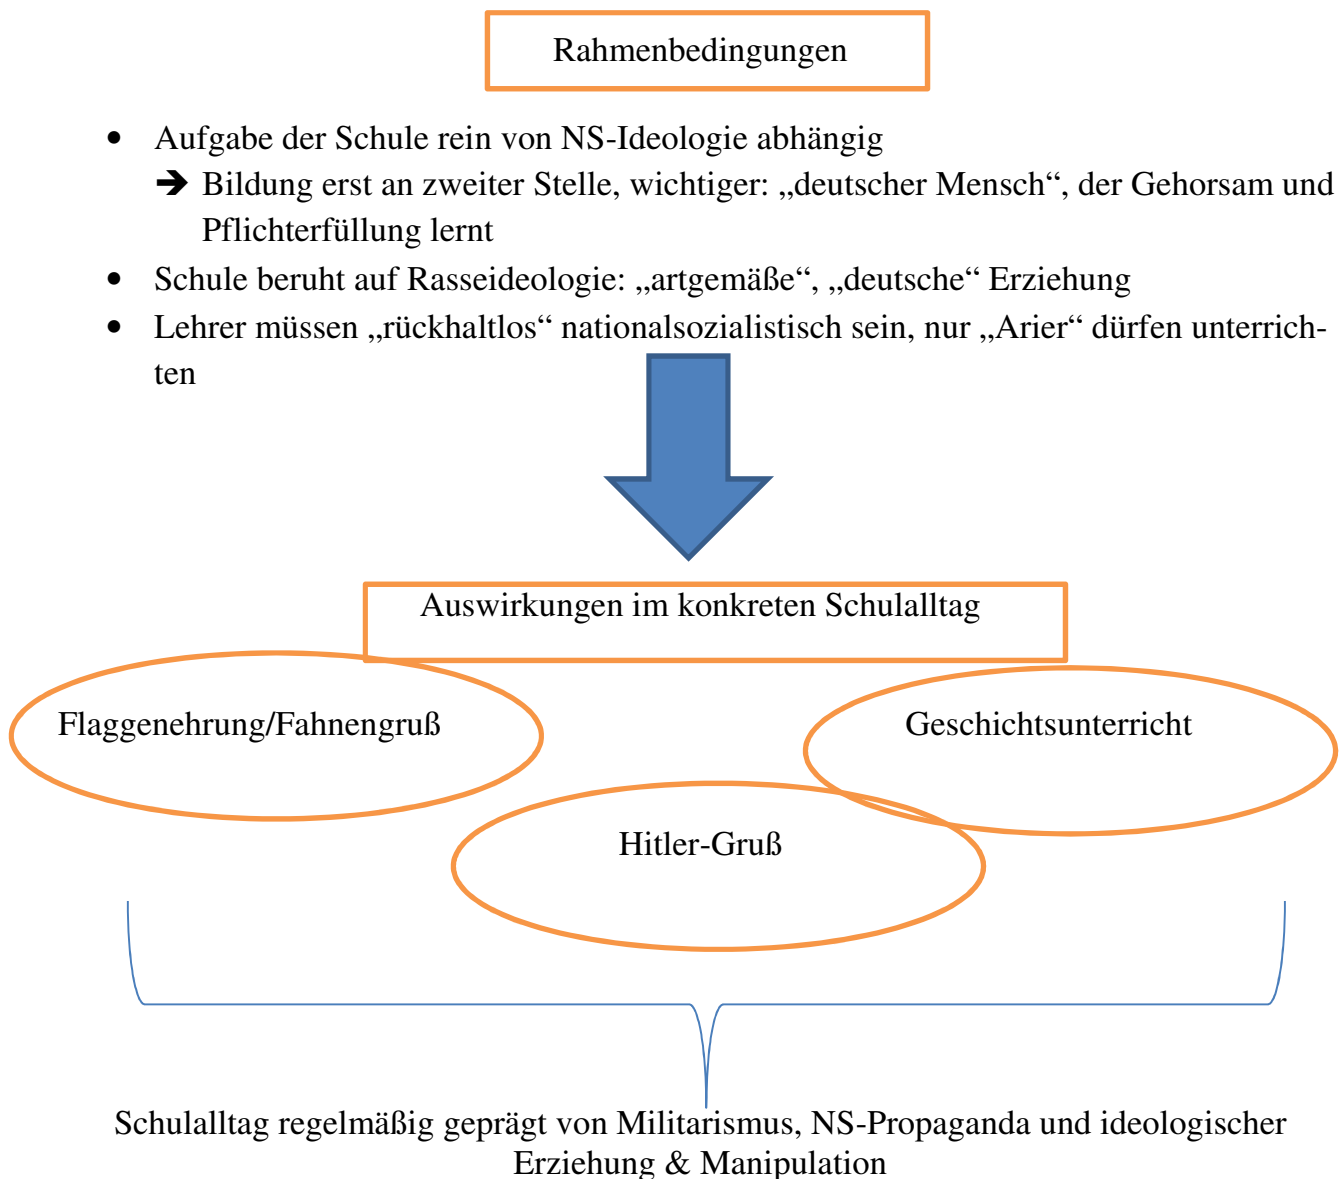 Rahmenbedingungen
• Aufgabe der Schule rein von NS-Ideologie abhängig
➔ Bildung erst an zweiter Stelle, wichtiger: „deutscher Mensch“, der Gehorsam und
Pflichterfüllung lernt
• Schule beruht auf Rasseideologie: „artgemäße“, „deutsche“ Erziehung
• Lehrer müssen „rückhaltlos“ nationalsozialistisch sein, nur „Arier“ dürfen unterrich-
ten
Auswirkungen im konkreten Schulalltag
Flaggenehrung/Fahnengruß
Geschichtsunterricht
Hitler-Gruß
Schulalltag regelmäßig geprägt von Militarismus, NS-Propaganda und ideologischer
Erziehung & Manipulation